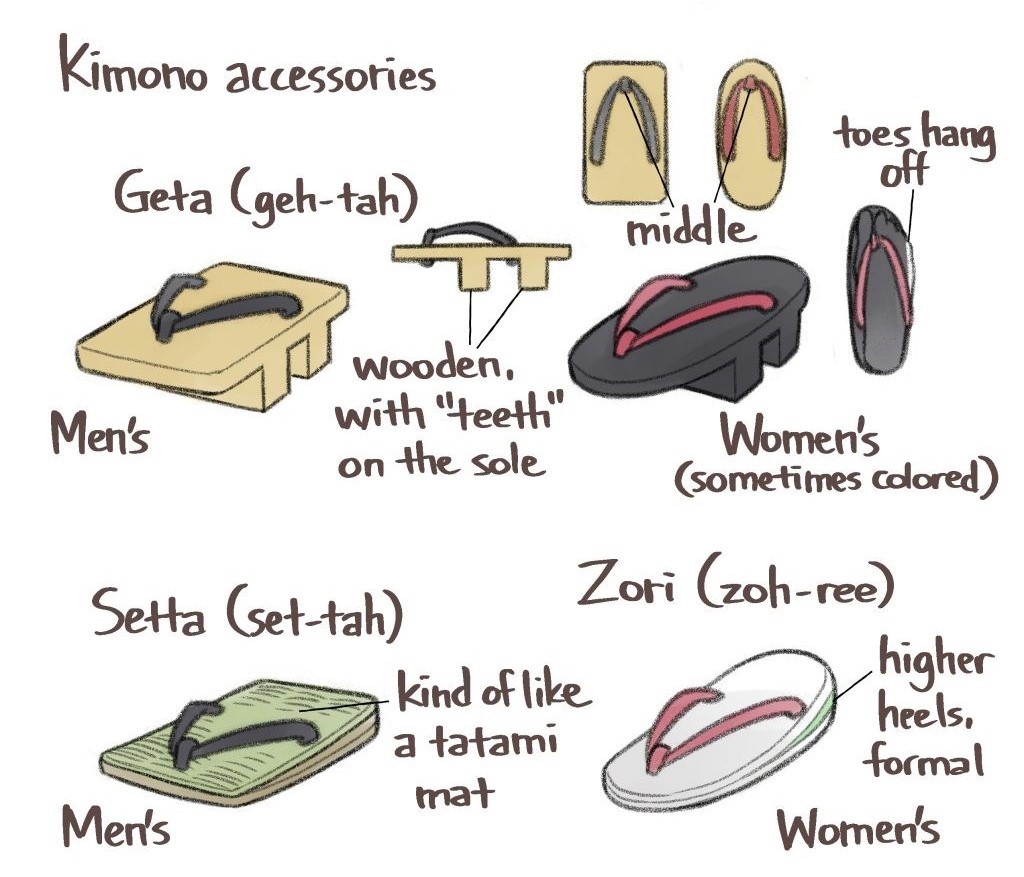 Kimono accessories
Geta (geh-tah)
middle
toes hang
off
wooden,
with "teeth"
on the sole
Men's
Women's
(sometimes colored)
Setta (set-tah)
kind of like
a tatami
mat
Men's
Zori (zoh-ree)
higher
heels,
formal
Women's